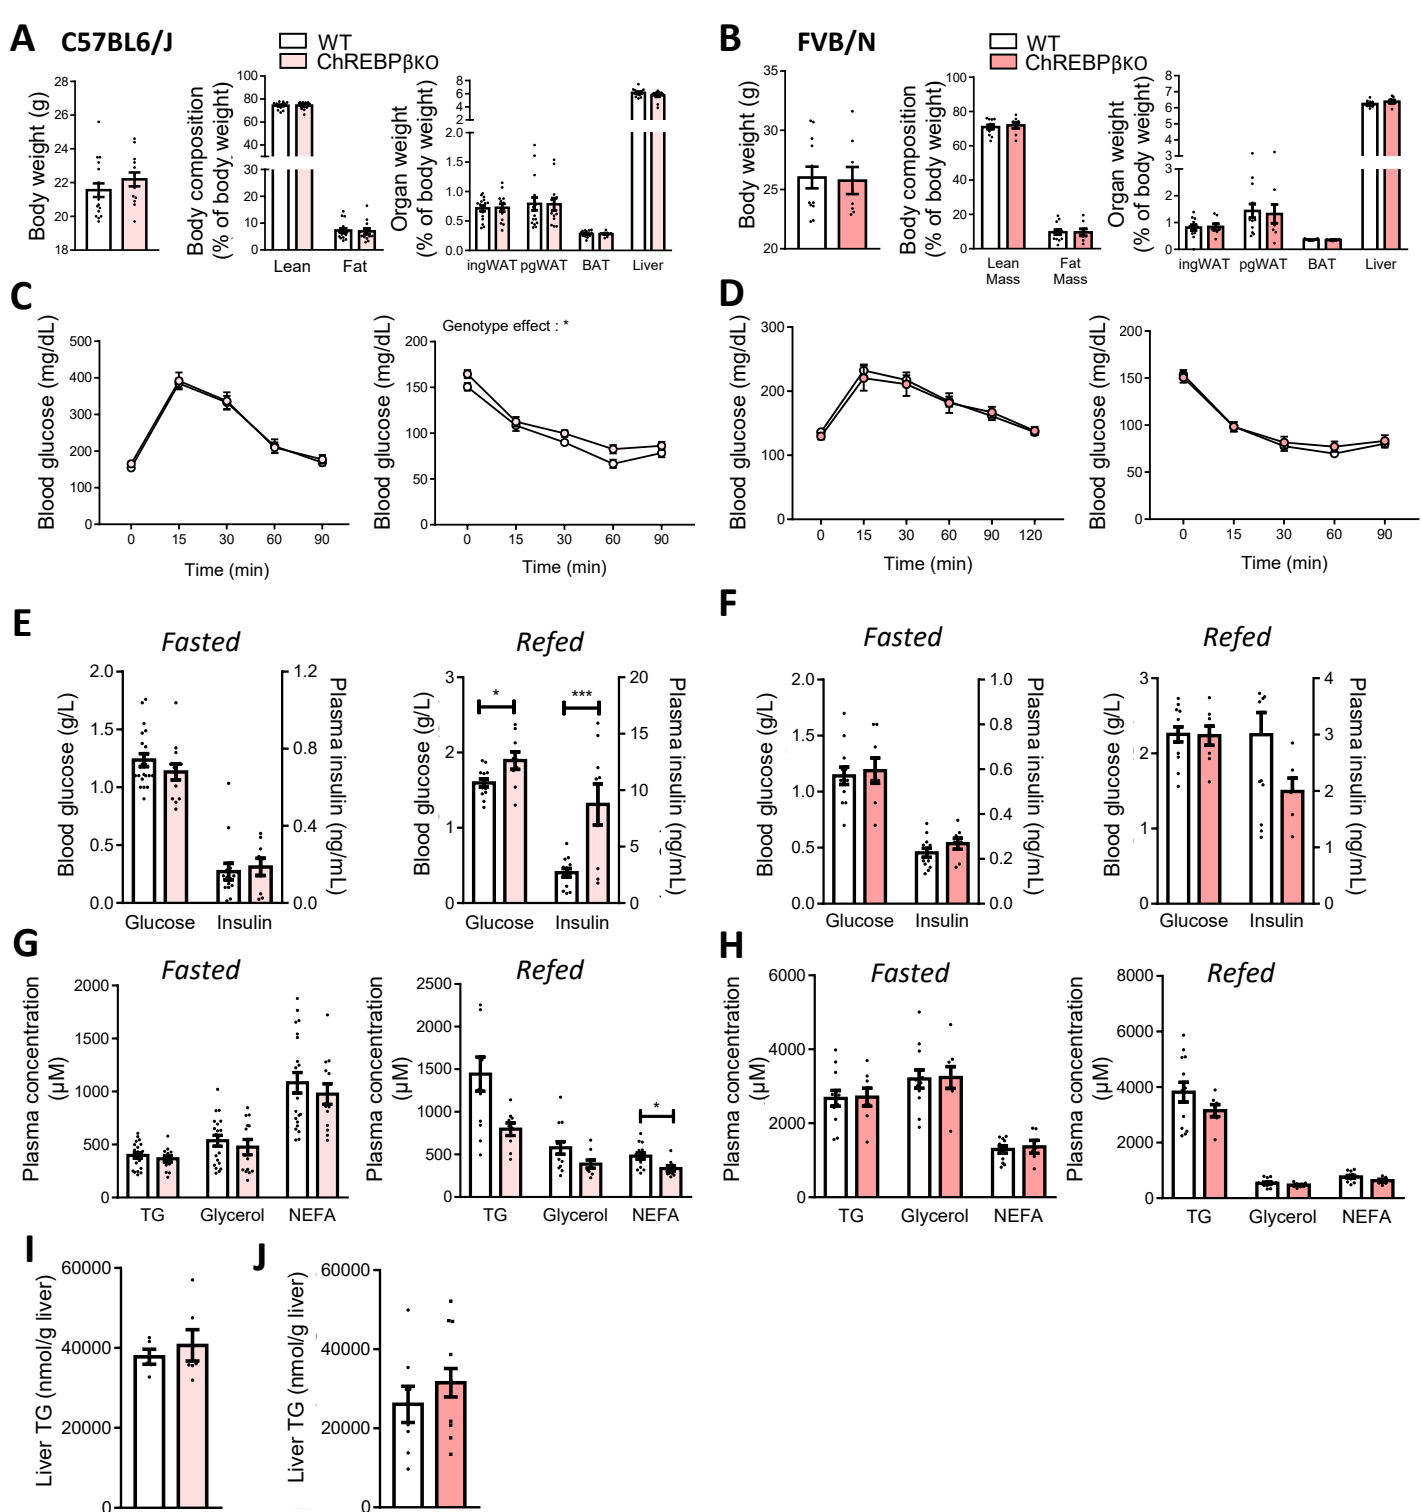 A C57BL6/J
WT
ChREBPβKO
Body weight (g)
28
26
24
22
20
18
Body composition
(% of body weight)
100
80
60
40
30
20
10
0
Lean Fat
Organ weight
(% of body weight)
8
6
4
2
2.0
1.5
1.0
0.5
0.0
ingWAT pgWAT BAT Liver
B FVB/N
WT
ChREBPβKO
Body weight (g)
35
30
25
20
Body composition
(% of body weight)
100
80
60
40
20
0
Lean Mass
Fat Mass
Organ weight
(% of body weight)
8
7
6
5
4
3
3
2
1
0
ingWAT pgWAT BAT Liver
C
Blood glucose (mg/dL)
500
400
300
200
100
0
0 15 30 60 90
Time (min)
Genotype effect : *
Blood glucose (mg/dL)
200
150
100
50
0
0 15 30 60 90
Time (min)
D
Blood glucose (mg/dL)
300
200
100
0
0 15 30 60 90 120
Time (min)
Blood glucose (mg/dL)
200
150
100
50
0
0 15 30 60 90
Time (min)
E
Fasted
Blood glucose (g/L)
2.0
1.5
1.0
0.5
0.0
1.2
0.8
0.4
0.0
Plasma insulin (ng/mL)
Glucose Insulin
Refed
Blood glucose (g/L)
3
2
1
0
* ***
20
15
10
5
0
Plasma insulin (ng/mL)
Glucose Insulin
F
Fasted
Blood glucose (g/L)
2.0
1.5
1.0
0.5
0.0
1.0
0.8
0.6
0.4
0.2
0.0
Plasma insulin (ng/mL)
Glucose Insulin
Refed
Blood glucose (g/L)
3
2
1
0
4
3
2
1
0
Plasma insulin (ng/mL)
Glucose Insulin
G
Fasted
Plasma concentration
(µM)
2000
1500
1000
500
0
TG Glycerol NEFA
Refed
Plasma concentration
(µM)
2500
2000
1500
1000
500
0
*
TG Glycerol NEFA
H
Fasted
Plasma concentration
(µM)
6000
4000
2000
0
TG Glycerol NEFA
Refed
Plasma concentration
(µM)
8000
6000
4000
2000
0
TG Glycerol NEFA
I
Liver TG (nmol/g liver)
60000
40000
20000
0
J
Liver TG (nmol/g liver)
60000
40000
20000
0